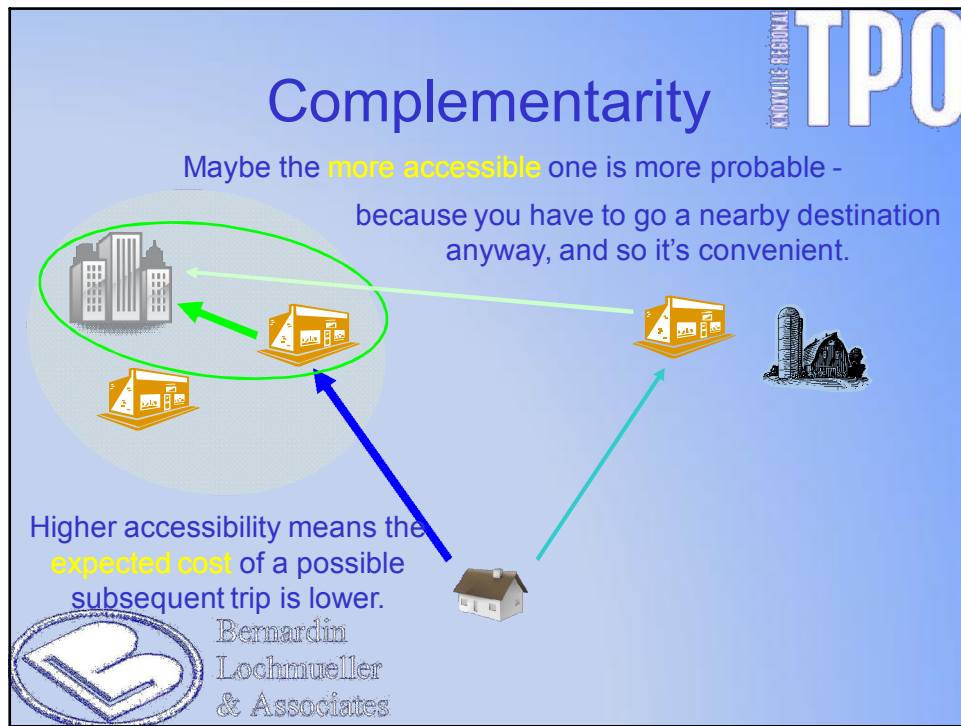 KNOXVILLE REGIONAL
TPO
Complementarity
Maybe the more accessible one is more probable -
because you have to go a nearby destination
anyway, and so it's convenient.
Higher accessibility means the
expected cost of a possible
subsequent trip is lower.
Bernardin
Lochmueller
& Associates